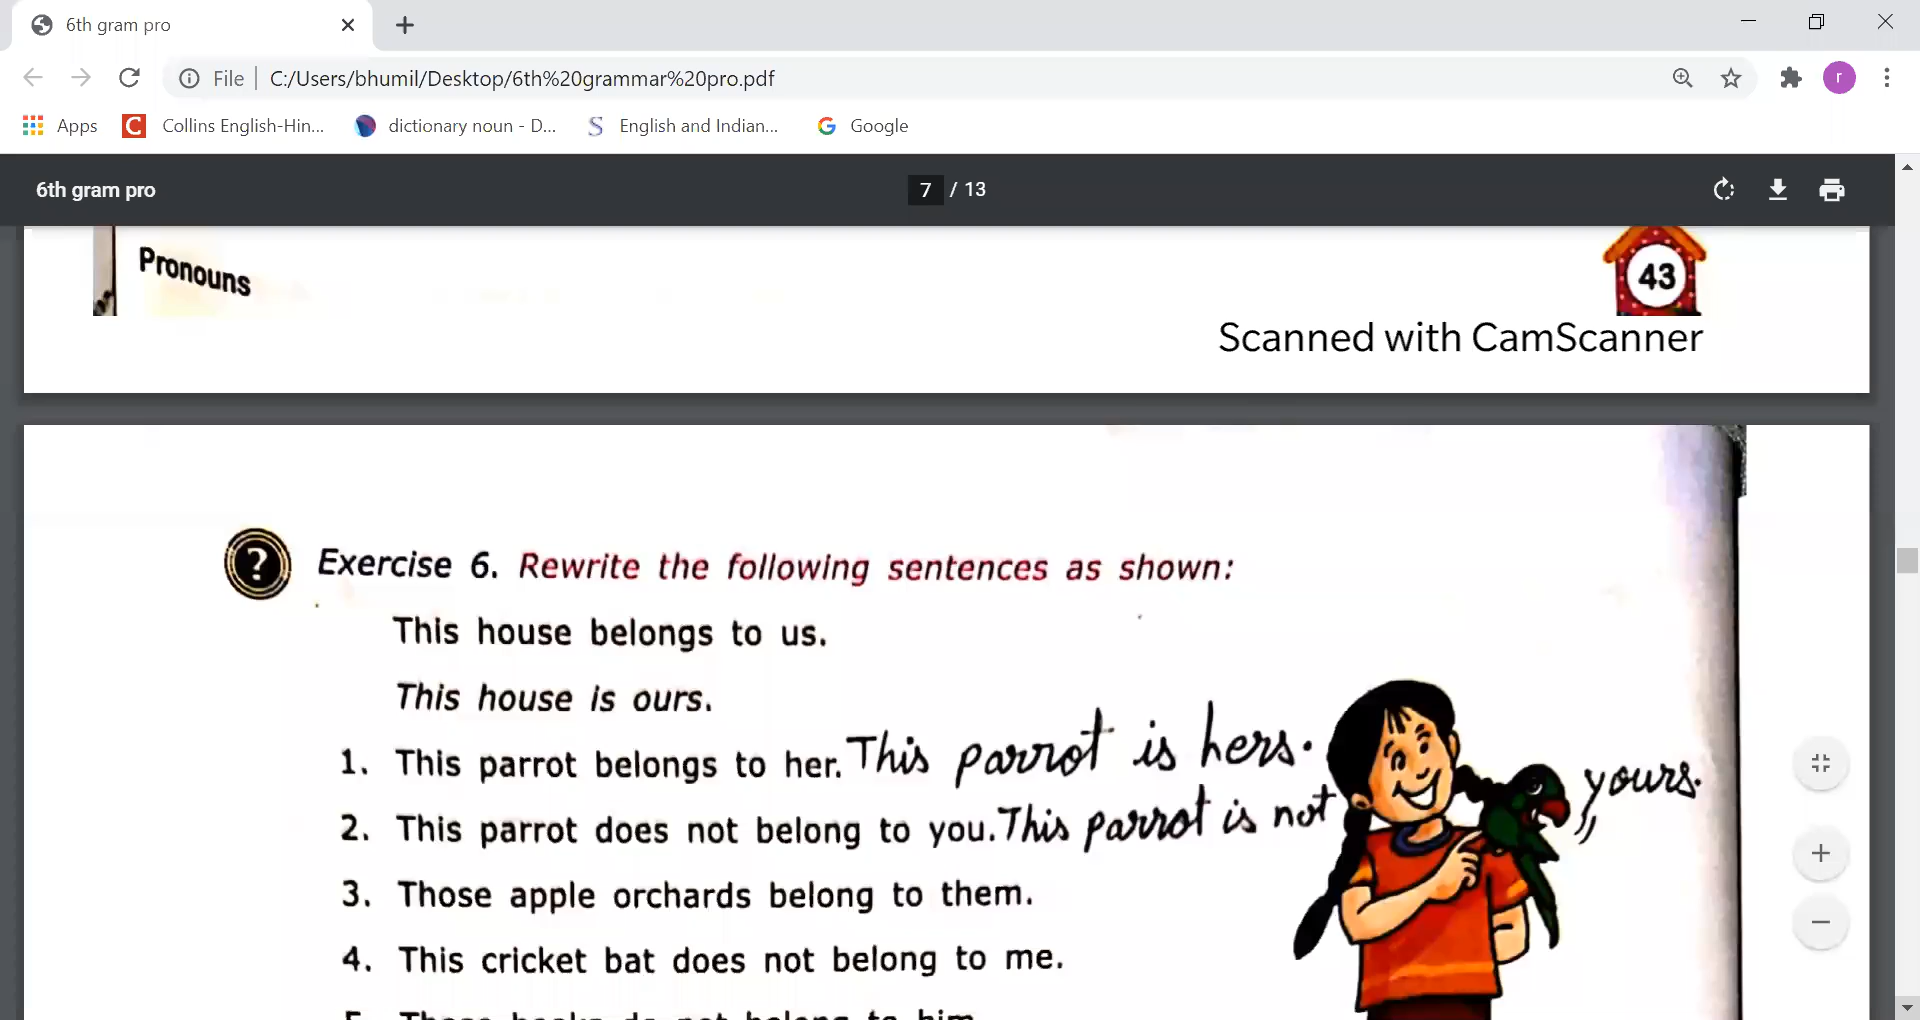 6th gram pro
File C:/Users/bhumil/Desktop/6th%20grammar%20pro.pdf
r
Apps Collins English-Hin... dictionary noun - D... English and Indian... Google
6th gram pro 7 / 13
Pronouns 43
Scanned with CamScanner
? Exercise 6. Rewrite the following sentences as shown:
This house belongs to us.
This house is ours.
1. This parrot belongs to her. This parrot is hers.
2. This parrot does not belong to you. This parrot is not yours.
3. Those apple orchards belong to them.
4. This cricket bat does not belong to me.